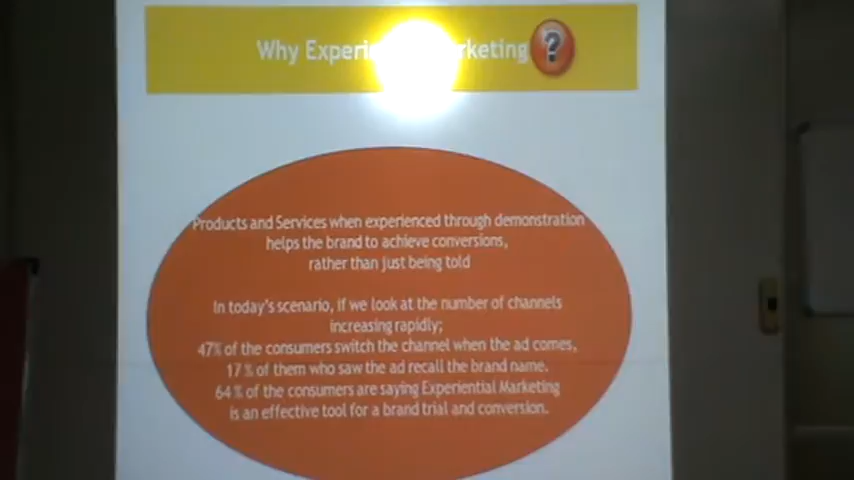 Why Experi rketing ?
Products and Services when experienced through demonstration
helps the brand to achieve conversions,
rather than just being told
In today's scenario, if we look at the number of channels
increasing rapidly;
47% of the consumers switch the channel when the ad comes,
17% of them who saw the ad recall the brand name.
64% of the consumers are saying Experiential Marketing
is an effective tool for a brand trial and conversion.